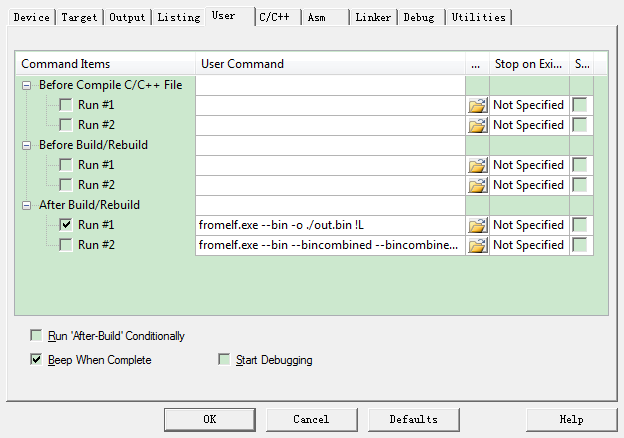 Device Target Output Listing User C/C++ Asm Linker Debug Utilities
Command Items User Command ... Stop on Exi... S...
Before Compile C/C++ File
Run #1 Not Specified
Run #2 Not Specified
Before Build/Rebuild
Run #1 Not Specified
Run #2 Not Specified
After Build/Rebuild
Run #1 fromelf.exe --bin -o ./out.bin !L Not Specified
Run #2 fromelf.exe --bin --bincombined --bincombine... Not Specified
Run 'After-Build' Conditionally
Beep When Complete Start Debugging
OK Cancel Defaults Help